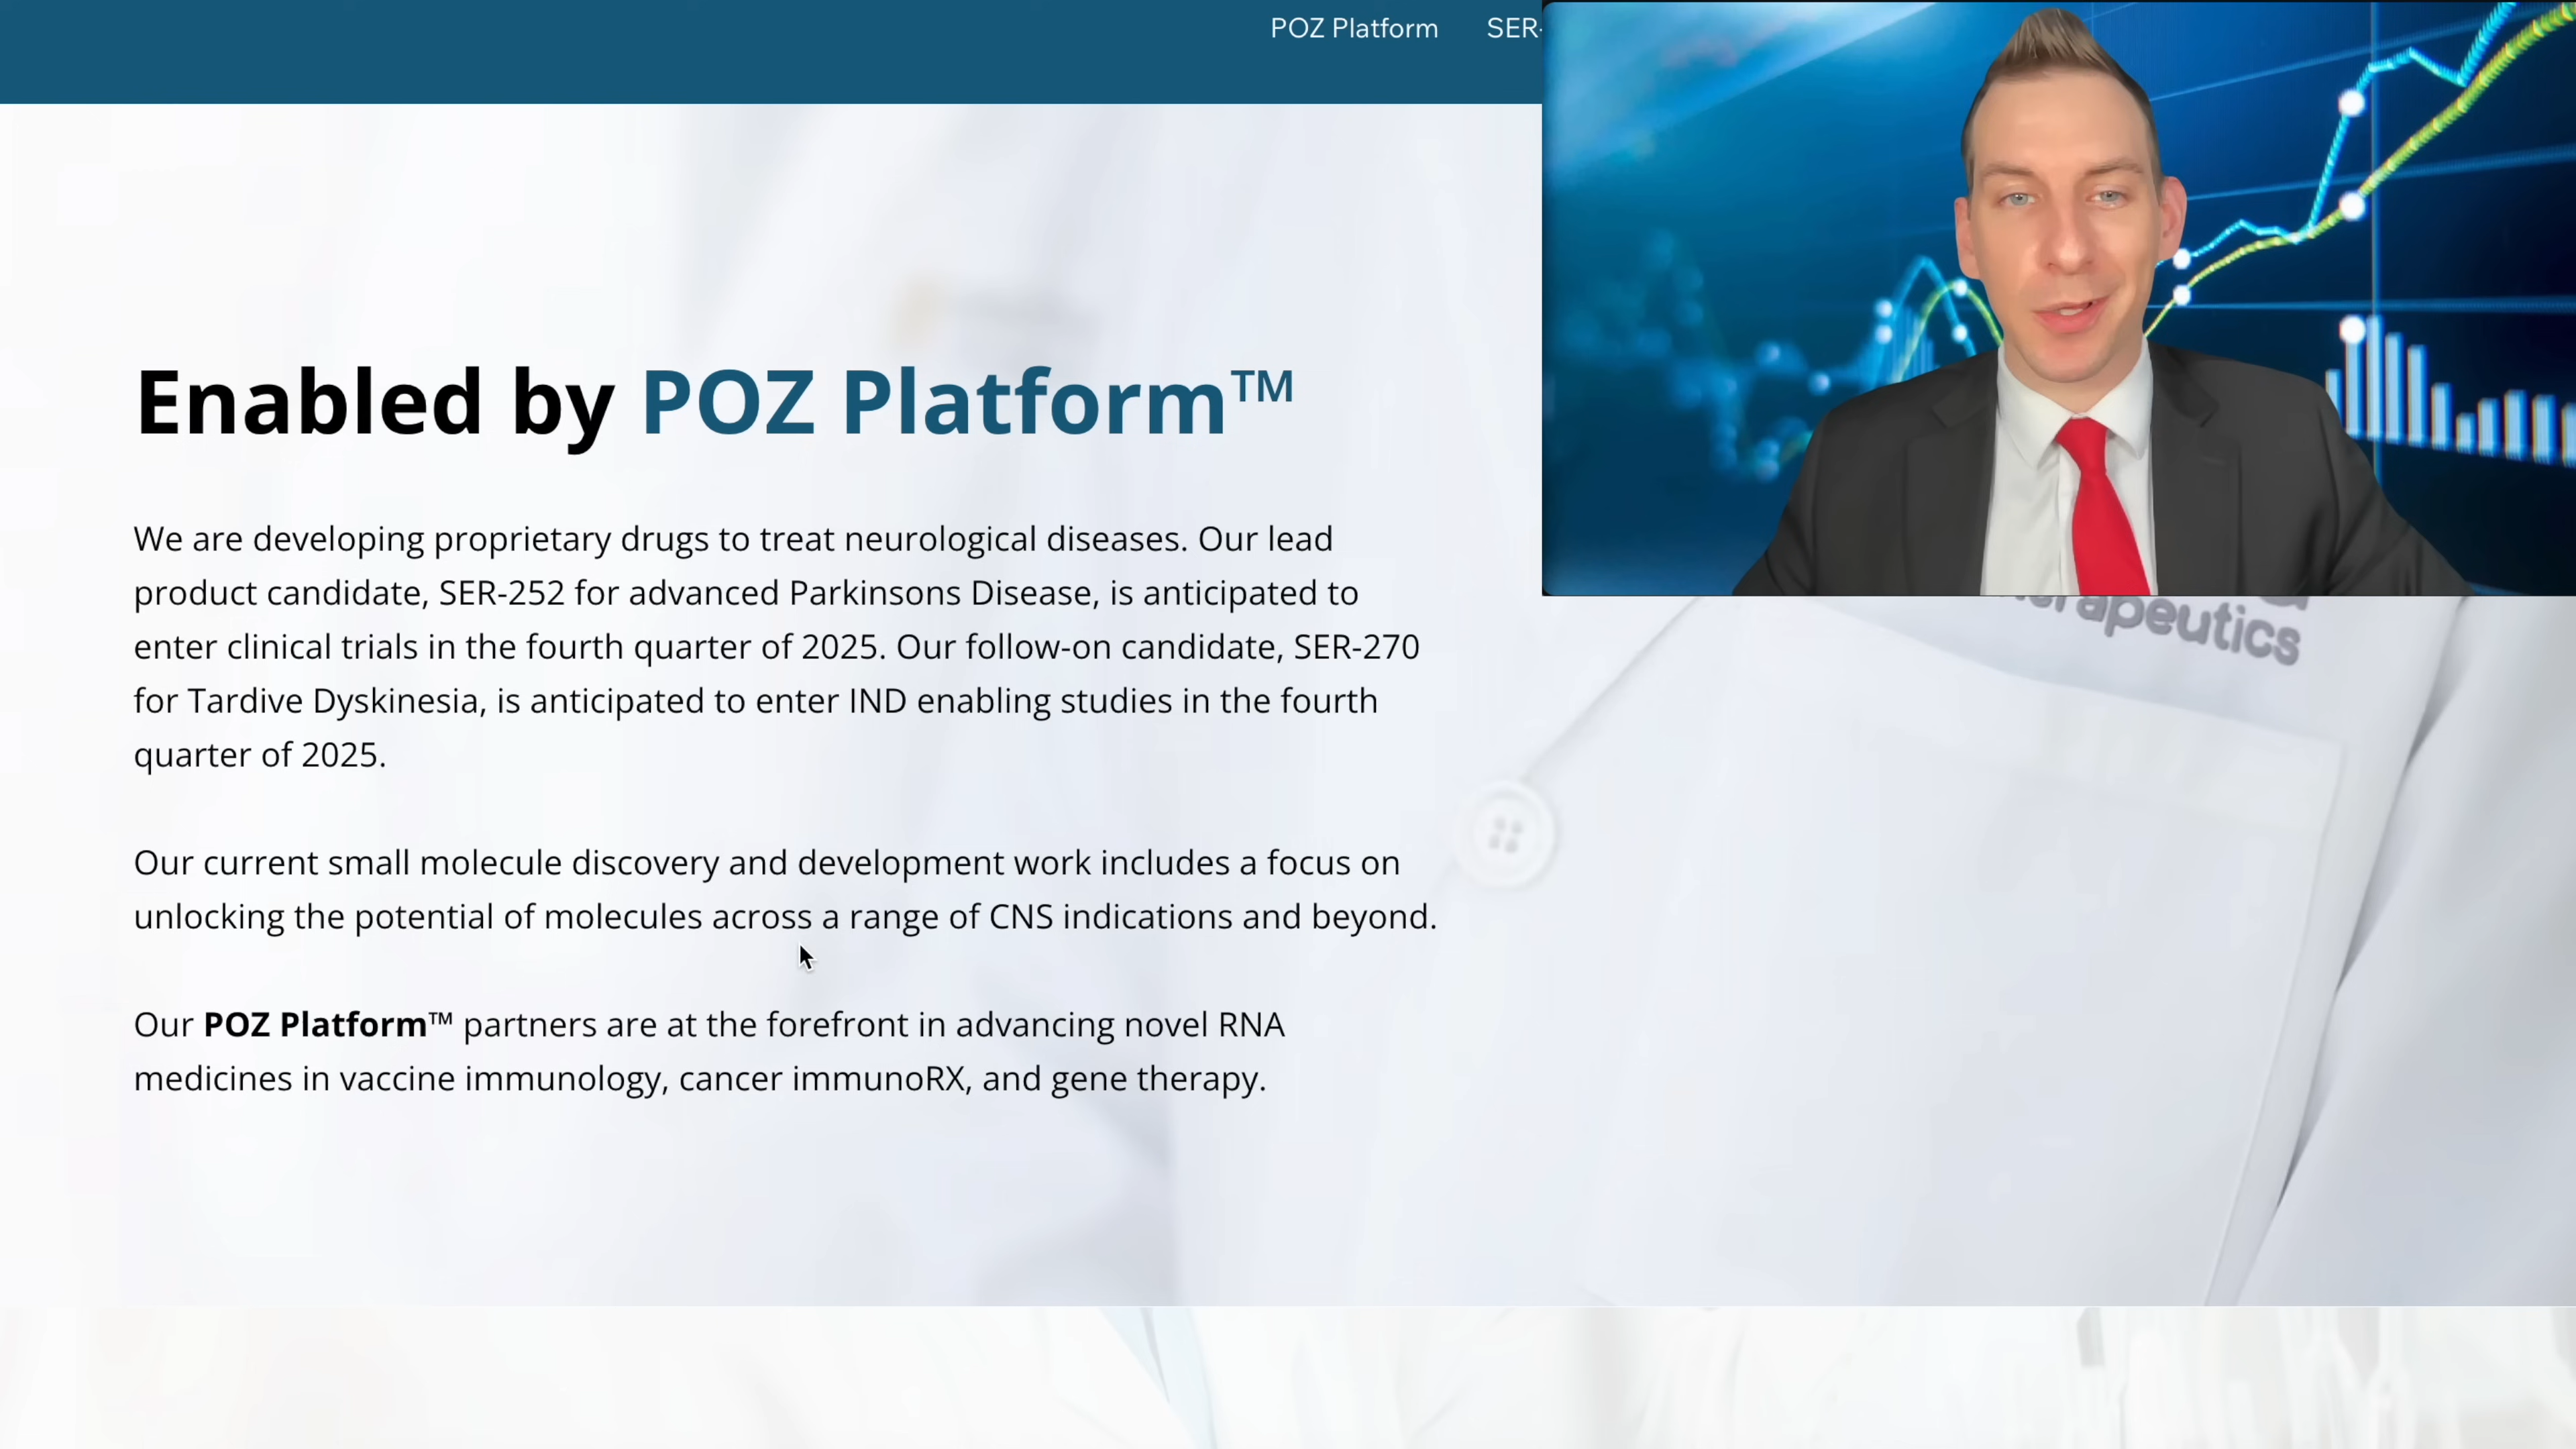 POZ Platform SER-
Enabled by POZ Platform™
We are developing proprietary drugs to treat neurological diseases. Our lead
product candidate, SER-252 for advanced Parkinsons Disease, is anticipated to
enter clinical trials in the fourth quarter of 2025. Our follow-on candidate, SER-270
for Tardive Dyskinesia, is anticipated to enter IND enabling studies in the fourth
quarter of 2025.
Our current small molecule discovery and development work includes a focus on
unlocking the potential of molecules across a range of CNS indications and beyond.
Our POZ Platform™ partners are at the forefront in advancing novel RNA
medicines in vaccine immunology, cancer immunoRX, and gene therapy.